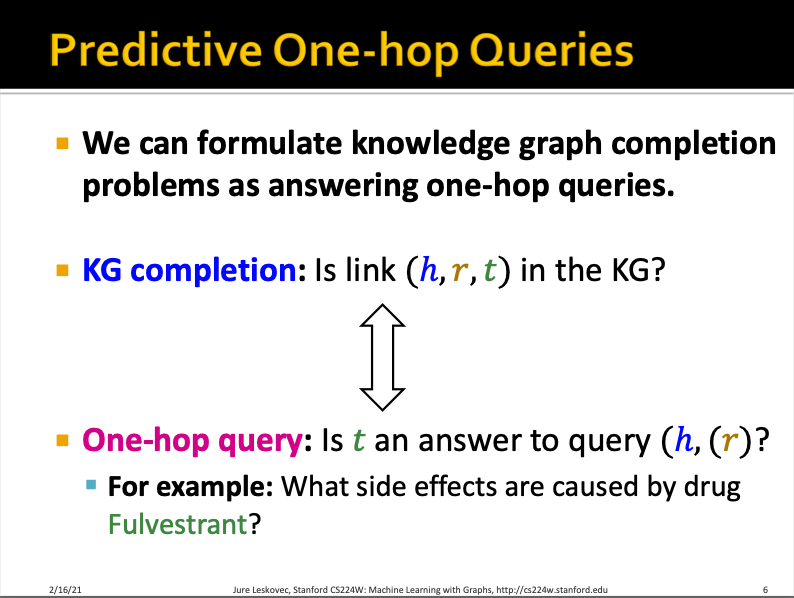 Predictive One-hop Queries
We can formulate knowledge graph completion
problems as answering one-hop queries.
KG completion: Is link (h, r, t) in the KG?
One-hop query: Is t an answer to query (h, (r)?
For example: What side effects are caused by drug
Fulvestrant?
2/16/21
Jure Leskovec, Stanford CS224W: Machine Learning with Graphs, http://cs224w.stanford.edu
6